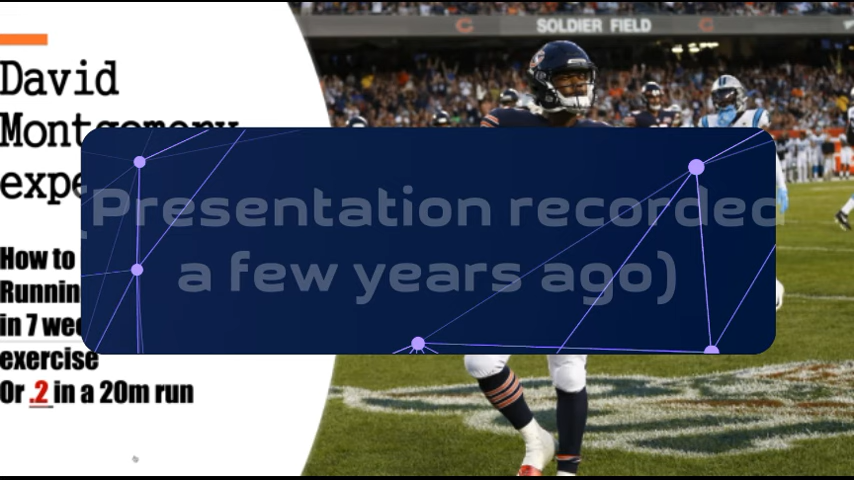 SOLDIER FIELD
David
Montgomery
expe
(Presentation recorded
a few years ago)
How to
Runnin
in 7 wee
exercise
Or .2 in a 20m run